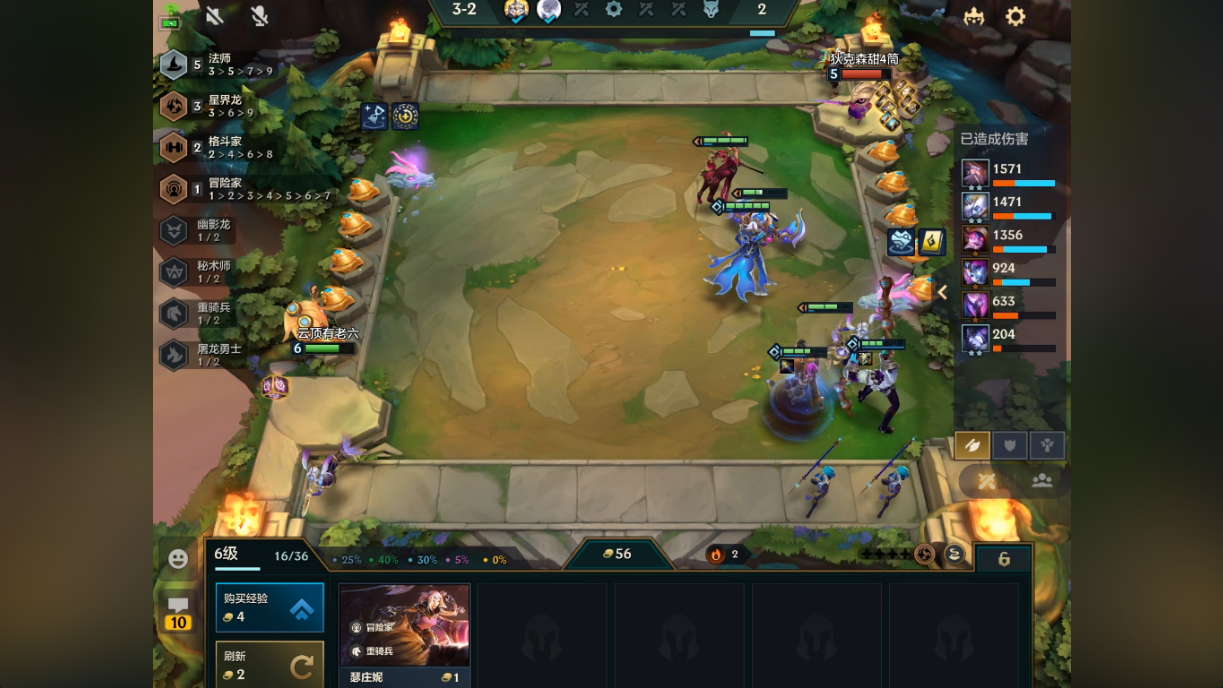 3-2
2
5
法师
3 > 5 > 7 > 9
3
星界龙
3 > 6 > 9
2
格斗家
2 > 4 > 6 > 8
1
冒险家
1 > 2 > 3 > 4 > 5 > 6 > 7
幽影龙
1 / 2
秘术师
1 / 2
重骑兵
1 / 2
屠龙勇士
1 / 2
狄克森甜4筒
5
已造成伤害
1571
1471
1356
924
633
204
云顶有老六
6
6级
16/36
25% 40% 30% 5% 0%
56
2
6
10
购买经验
4
刷新
2
冒险家
重骑兵
瑟庄妮
1